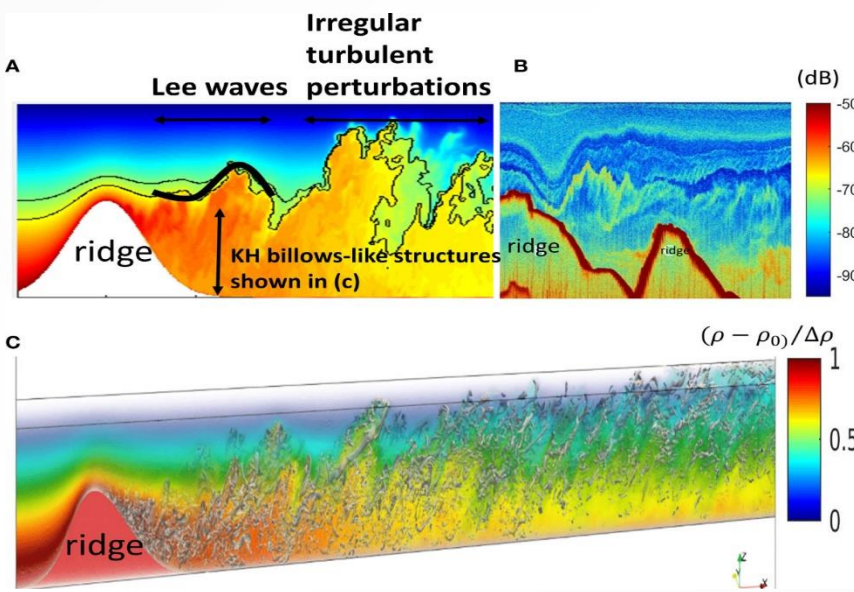 Irregular
turbulent
perturbations
A
Lee waves
B
(dB)
-50
-60
-70
-80
-90
ridge
KH billows-like structures
shown in (c)
ridge
ridge
C
(ρ − ρ₀)/Δρ
1
0.5
0
ridge
Z
Y
X